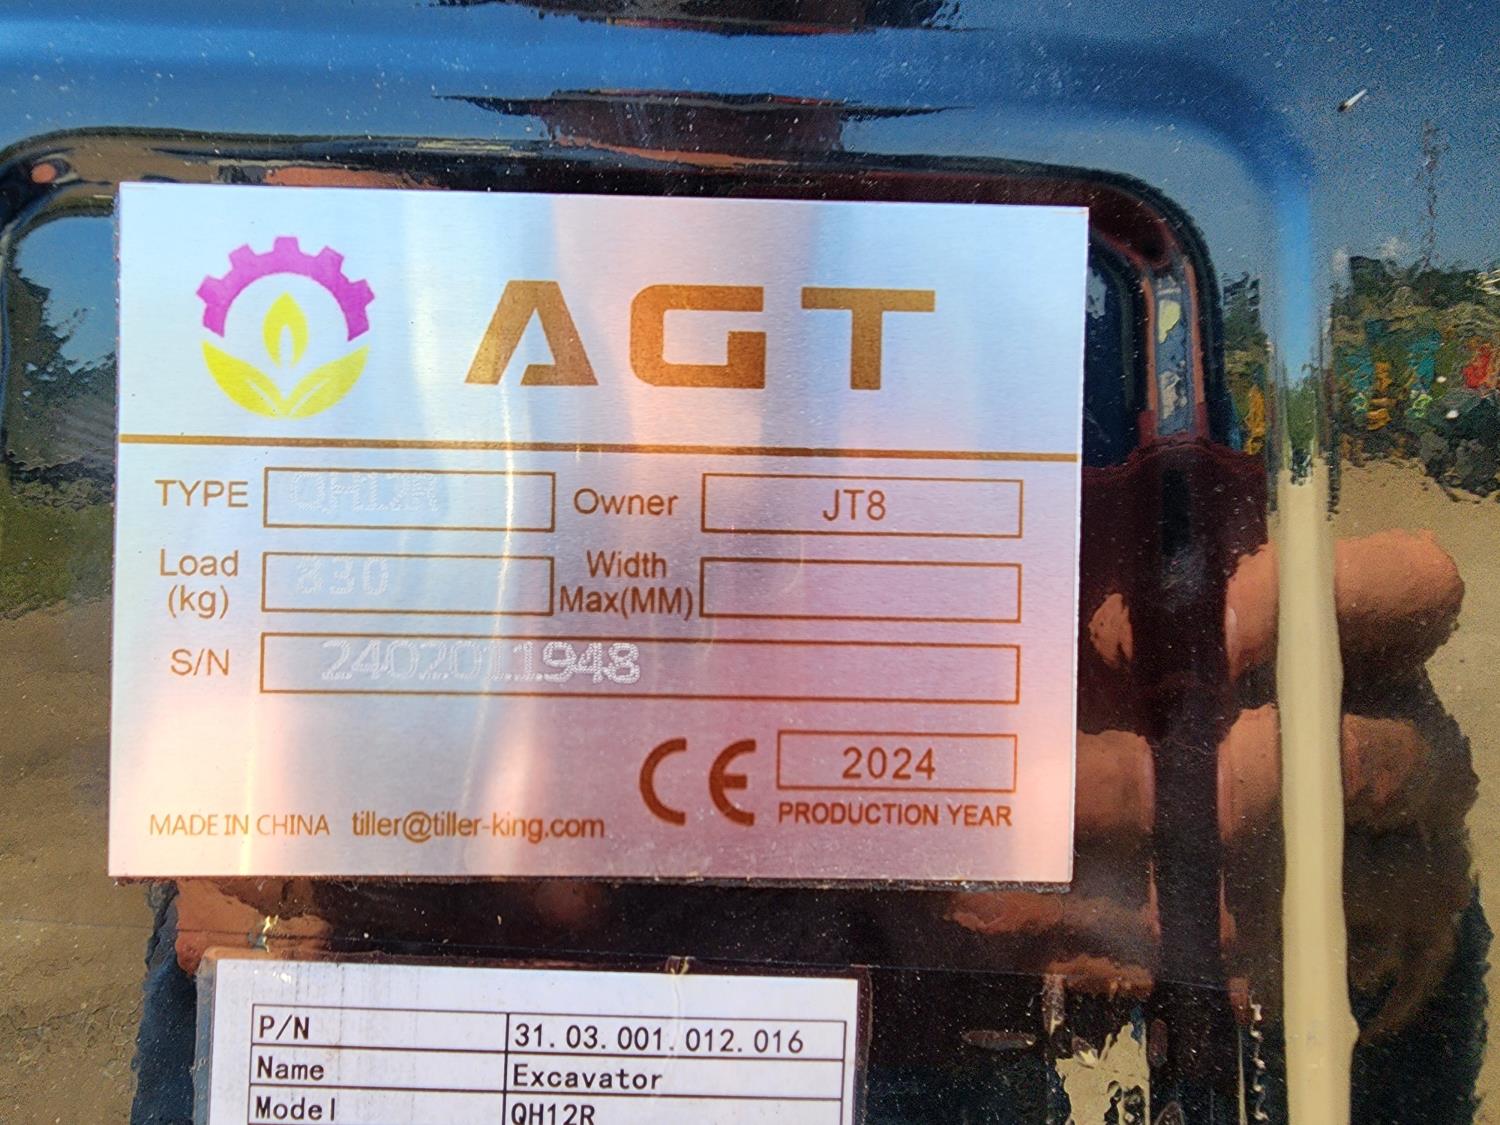 AGT
TYPE QH12R Owner JT8
Load (kg) 830 Width Max(MM)
S/N 2402011948
CE 2024
PRODUCTION YEAR
MADE IN CHINA tiller@tiller-king.com
P/N 31.03.001.012.016
Name Excavator
Model QH12R